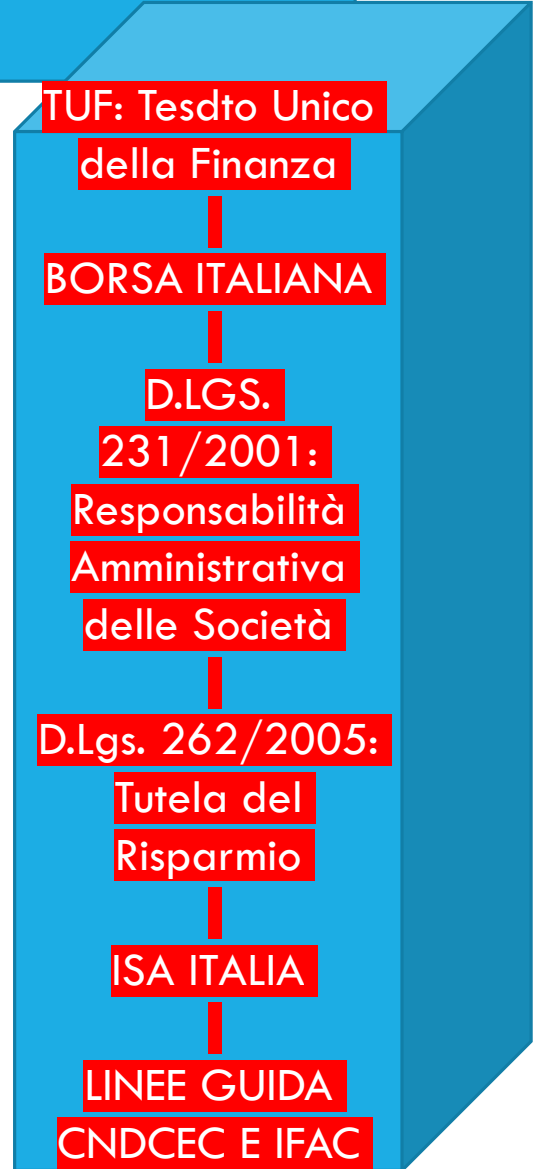 TUF: Tesdto Unico
della Finanza
BORSA ITALIANA
D.LGS.
231/2001:
Responsabilità
Amministrativa
delle Società
D.Lgs. 262/2005:
Tutela del
Risparmio
ISA ITALIA
LINEE GUIDA
CNDCEC E IFAC